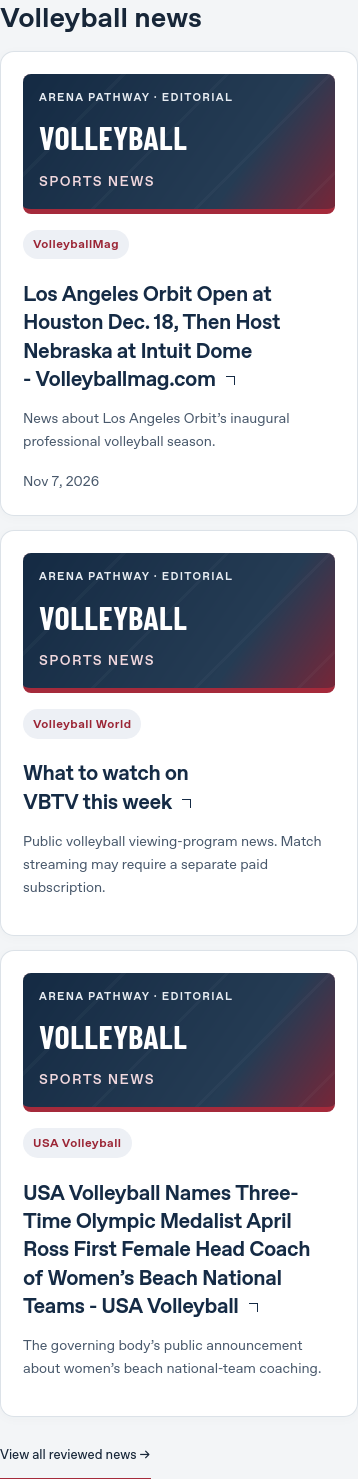 Volleyball news
ARENA PATHWAY · EDITORIAL
VOLLEYBALL
SPORTS NEWS
VolleyballMag
Los Angeles Orbit Open at
Houston Dec. 18, Then Host
Nebraska at Intuit Dome
- Volleyballmag.com
News about Los Angeles Orbit’s inaugural
professional volleyball season.
Nov 7, 2026
ARENA PATHWAY · EDITORIAL
VOLLEYBALL
SPORTS NEWS
Volleyball World
What to watch on
VBTV this week
Public volleyball viewing-program news. Match
streaming may require a separate paid
subscription.
ARENA PATHWAY · EDITORIAL
VOLLEYBALL
SPORTS NEWS
USA Volleyball
USA Volleyball Names Three-
Time Olympic Medalist April
Ross First Female Head Coach
of Women’s Beach National
Teams - USA Volleyball
The governing body’s public announcement
about women’s beach national-team coaching.
View all reviewed news →